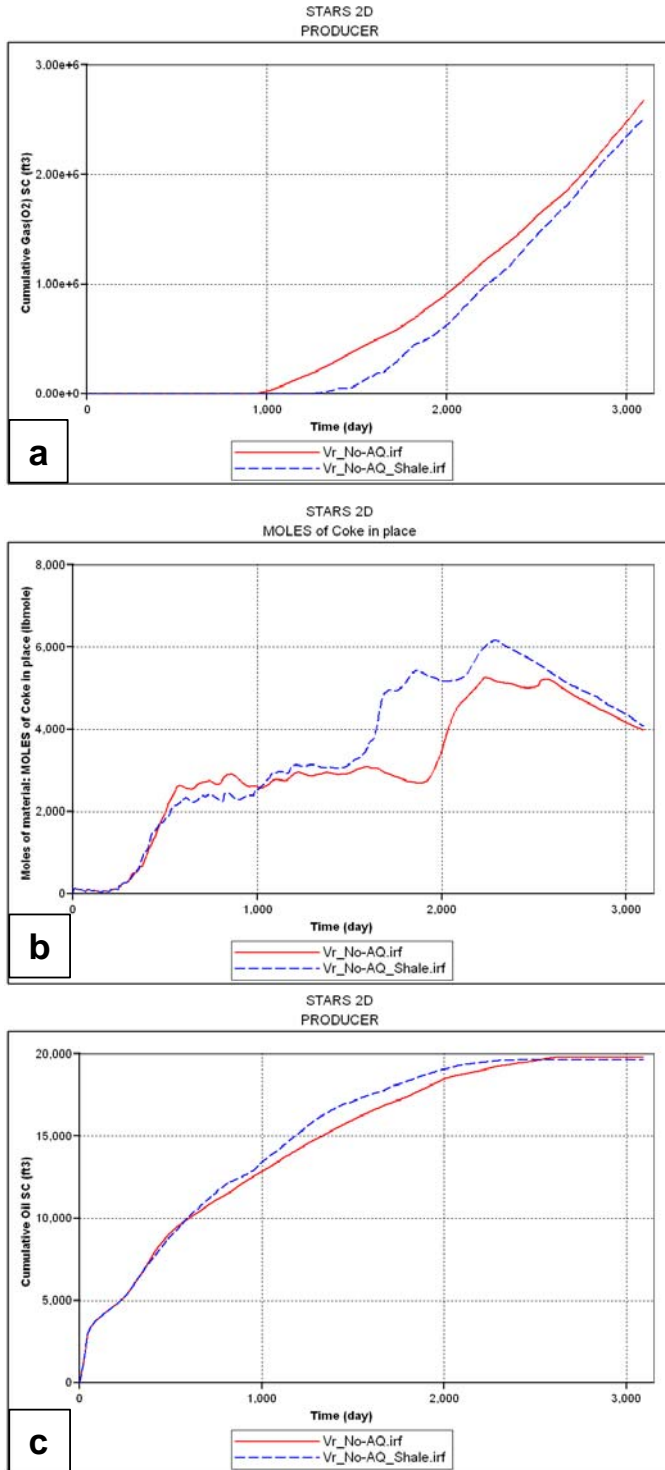 STARS 2D
PRODUCER
3.00e+6
2.00e+6
1.00e+6
0.00e+0
Cumulative Gas(O2) SC (ft3)
0
1,000
2,000
3,000
Time (day)
Vr_No-AQ.irf
Vr_No-AQ_Shale.irf
a
STARS 2D
MOLES of Coke in place
8,000
6,000
4,000
2,000
0
Moles of material: MOLES of Coke in place (lbmole)
0
1,000
2,000
3,000
Time (day)
Vr_No-AQ.irf
Vr_No-AQ_Shale.irf
b
STARS 2D
PRODUCER
20,000
15,000
10,000
5,000
0
Cumulative Oil SC (ft3)
0
1,000
2,000
3,000
Time (day)
Vr_No-AQ.irf
Vr_No-AQ_Shale.irf
c